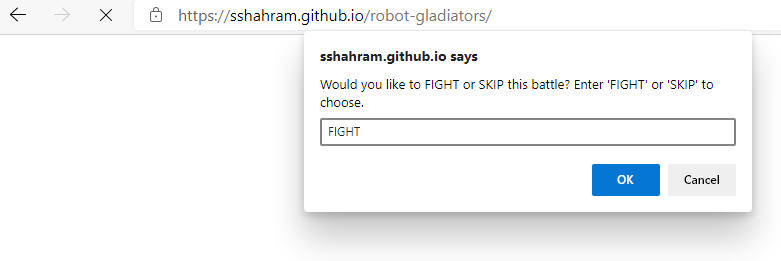 https://sshahram.github.io/robot-gladiators/
sshahram.github.io says
Would you like to FIGHT or SKIP this battle? Enter 'FIGHT' or 'SKIP' to
choose.
FIGHT
OK Cancel